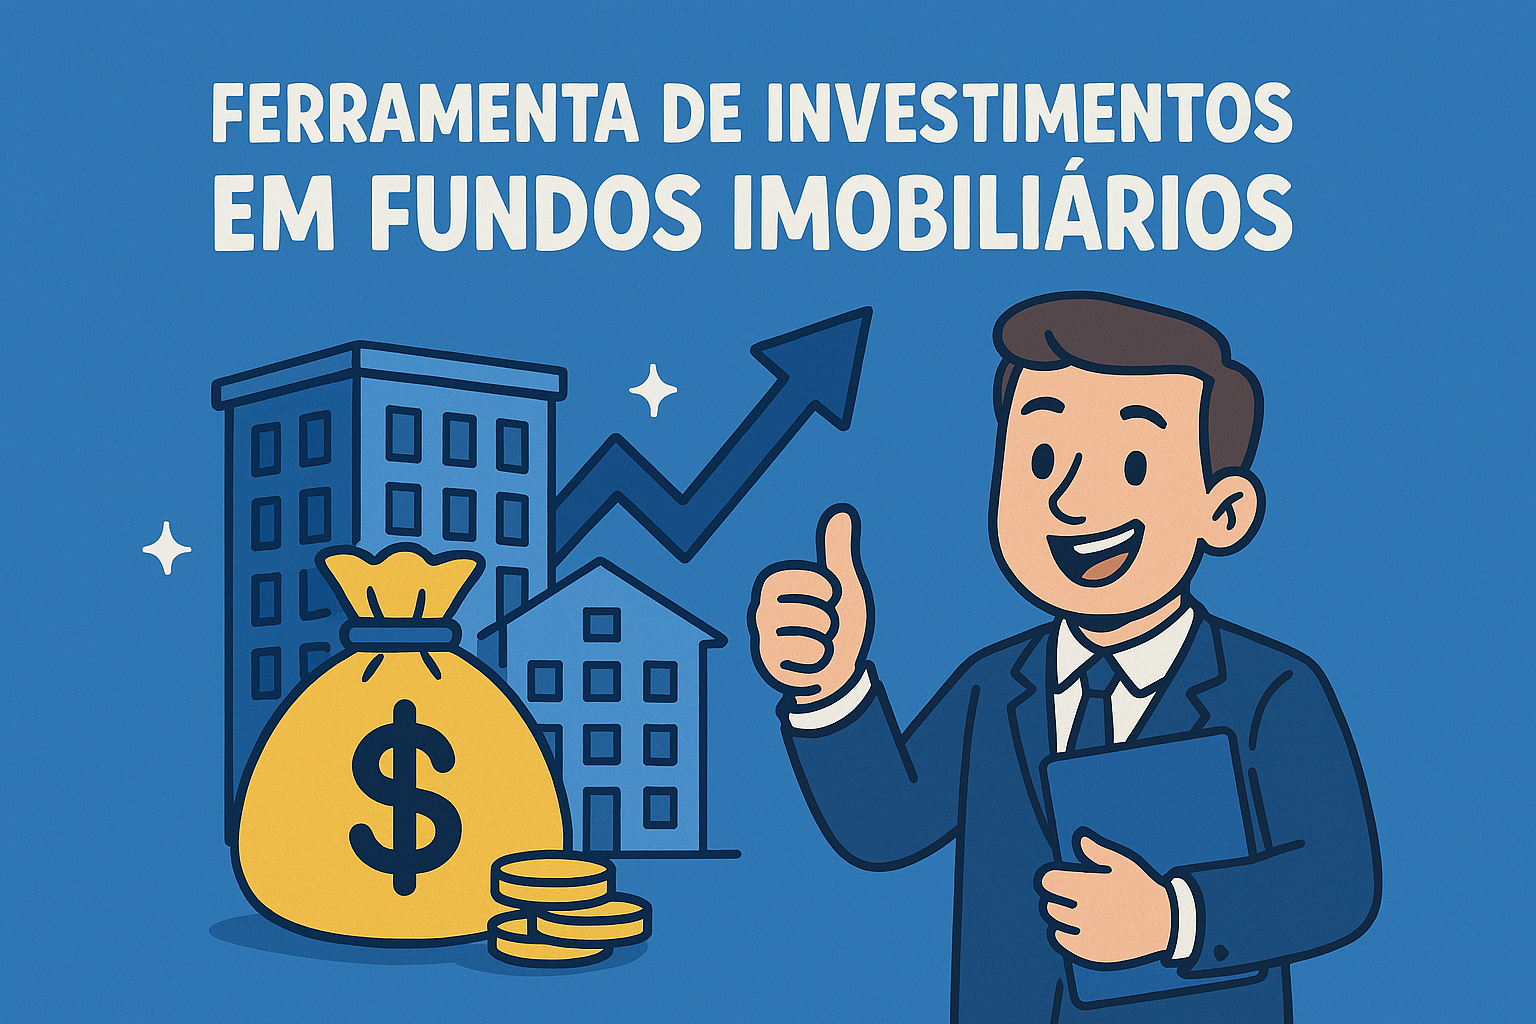 FERRAMENTA DE INVESTIMENTOS
EM FUNDOS IMOBILIÁRIOS
$